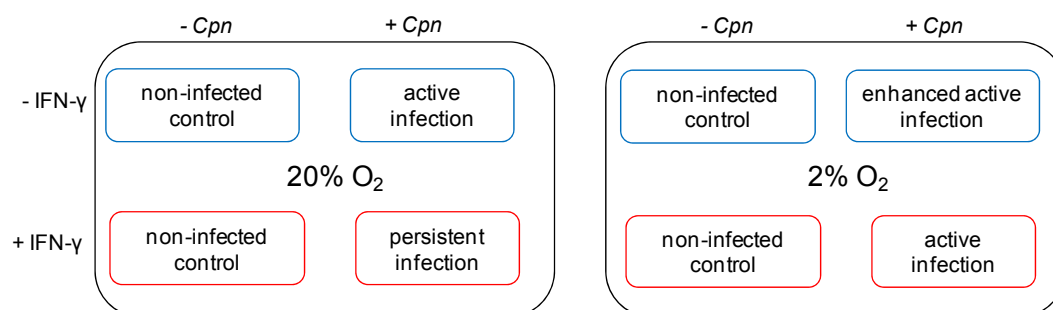 - Cpn + Cpn - Cpn + Cpn
- IFN-γ non-infected control active infection non-infected control enhanced active infection
20% O₂ 2% O₂
+ IFN-γ non-infected control persistent infection non-infected control active infection